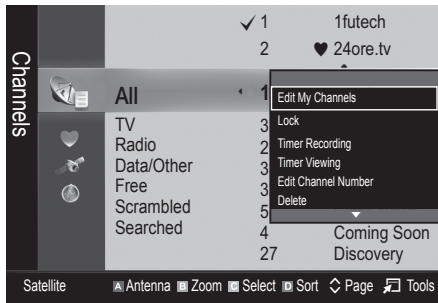 ✓ 1 1futech
2 ♥ 24ore.tv
Channels
All 1
Edit My Channels
Lock
Timer Recording
Timer Viewing
Edit Channel Number
Delete
TV 3
Radio 2
Data/Other 3
Free 3
Scrambled 5
Searched 4 Coming Soon
27 Discovery
Satellite A Antenna B Zoom C Select D Sort Page Tools